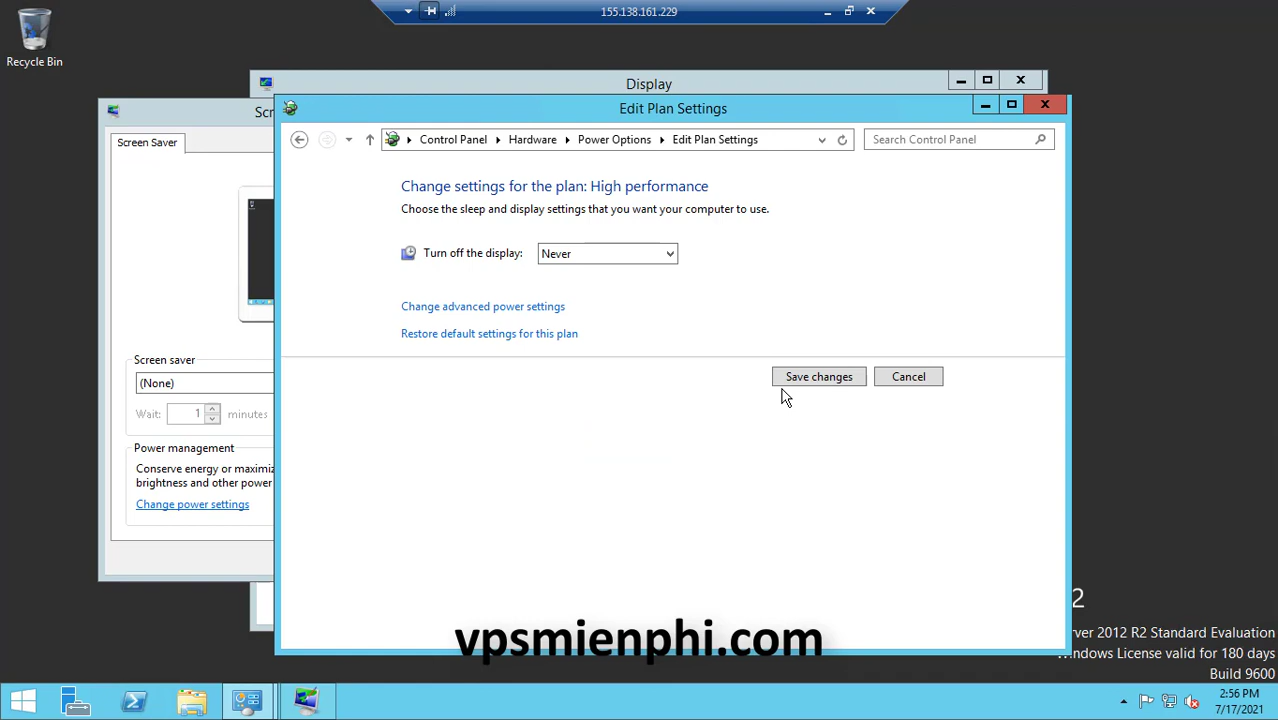 155.138.161.229
Recycle Bin
Display
Scr
Edit Plan Settings
Control Panel
Hardware
Power Options
Edit Plan Settings
Search Control Panel
Screen Saver
Change settings for the plan: High performance
Choose the sleep and display settings that you want your computer to use.
Turn off the display:
Never
Change advanced power settings
Restore default settings for this plan
Save changes
Cancel
Screen saver
(None)
Wait:
1
minutes
Power management
Conserve energy or maximiz
brightness and other power
Change power settings
2
rver 2012 R2 Standard Evaluation
Windows License valid for 180 days
Build 9600
vpsmienphi.com
2:56 PM
7/17/2021